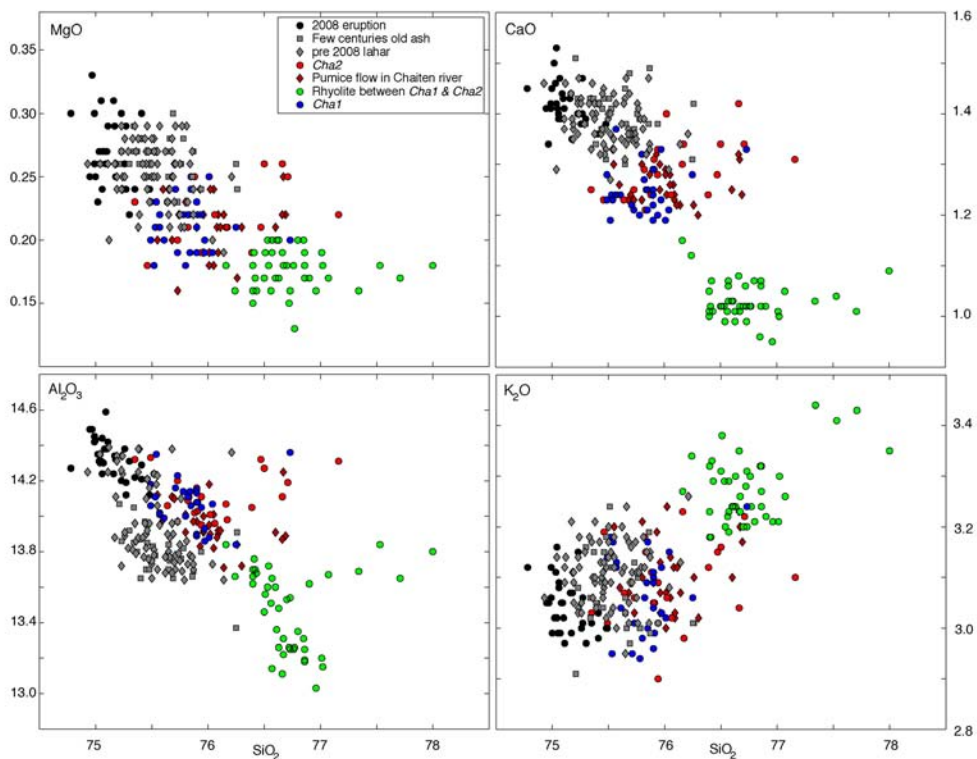 MgO
0.35
0.30
0.25
0.20
0.15
2008 eruption
Few centuries old ash
pre 2008 lahar
Cha2
Pumice flow in Chaiten river
Rhyolite between Cha1 & Cha2
Cha1
CaO
1.6
1.4
1.2
1.0
Al2O3
14.6
14.2
13.8
13.4
13.0
75
SiO2
76
77
78
K2O
3.4
3.2
3.0
2.8
75
76
SiO2
77
78